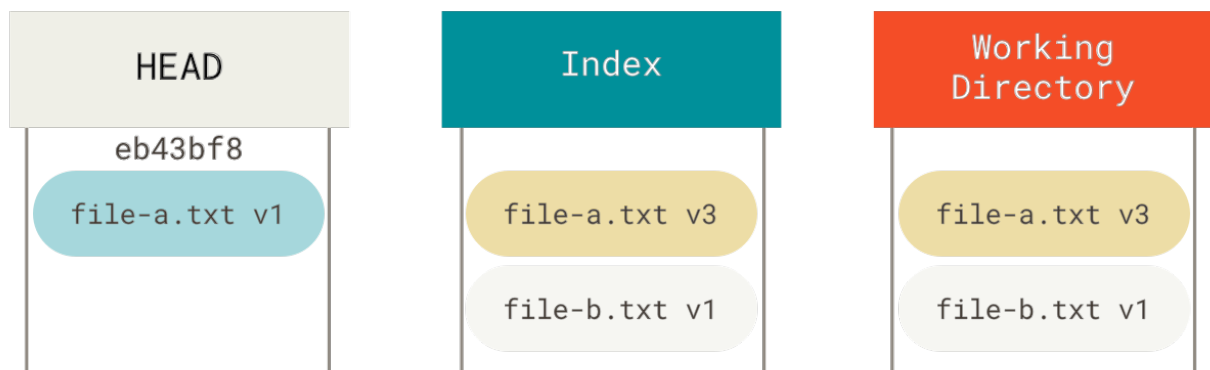 HEAD
Index
Working
Directory
eb43bf8
file-a.txt v1
file-a.txt v3
file-a.txt v3
file-b.txt v1
file-b.txt v1